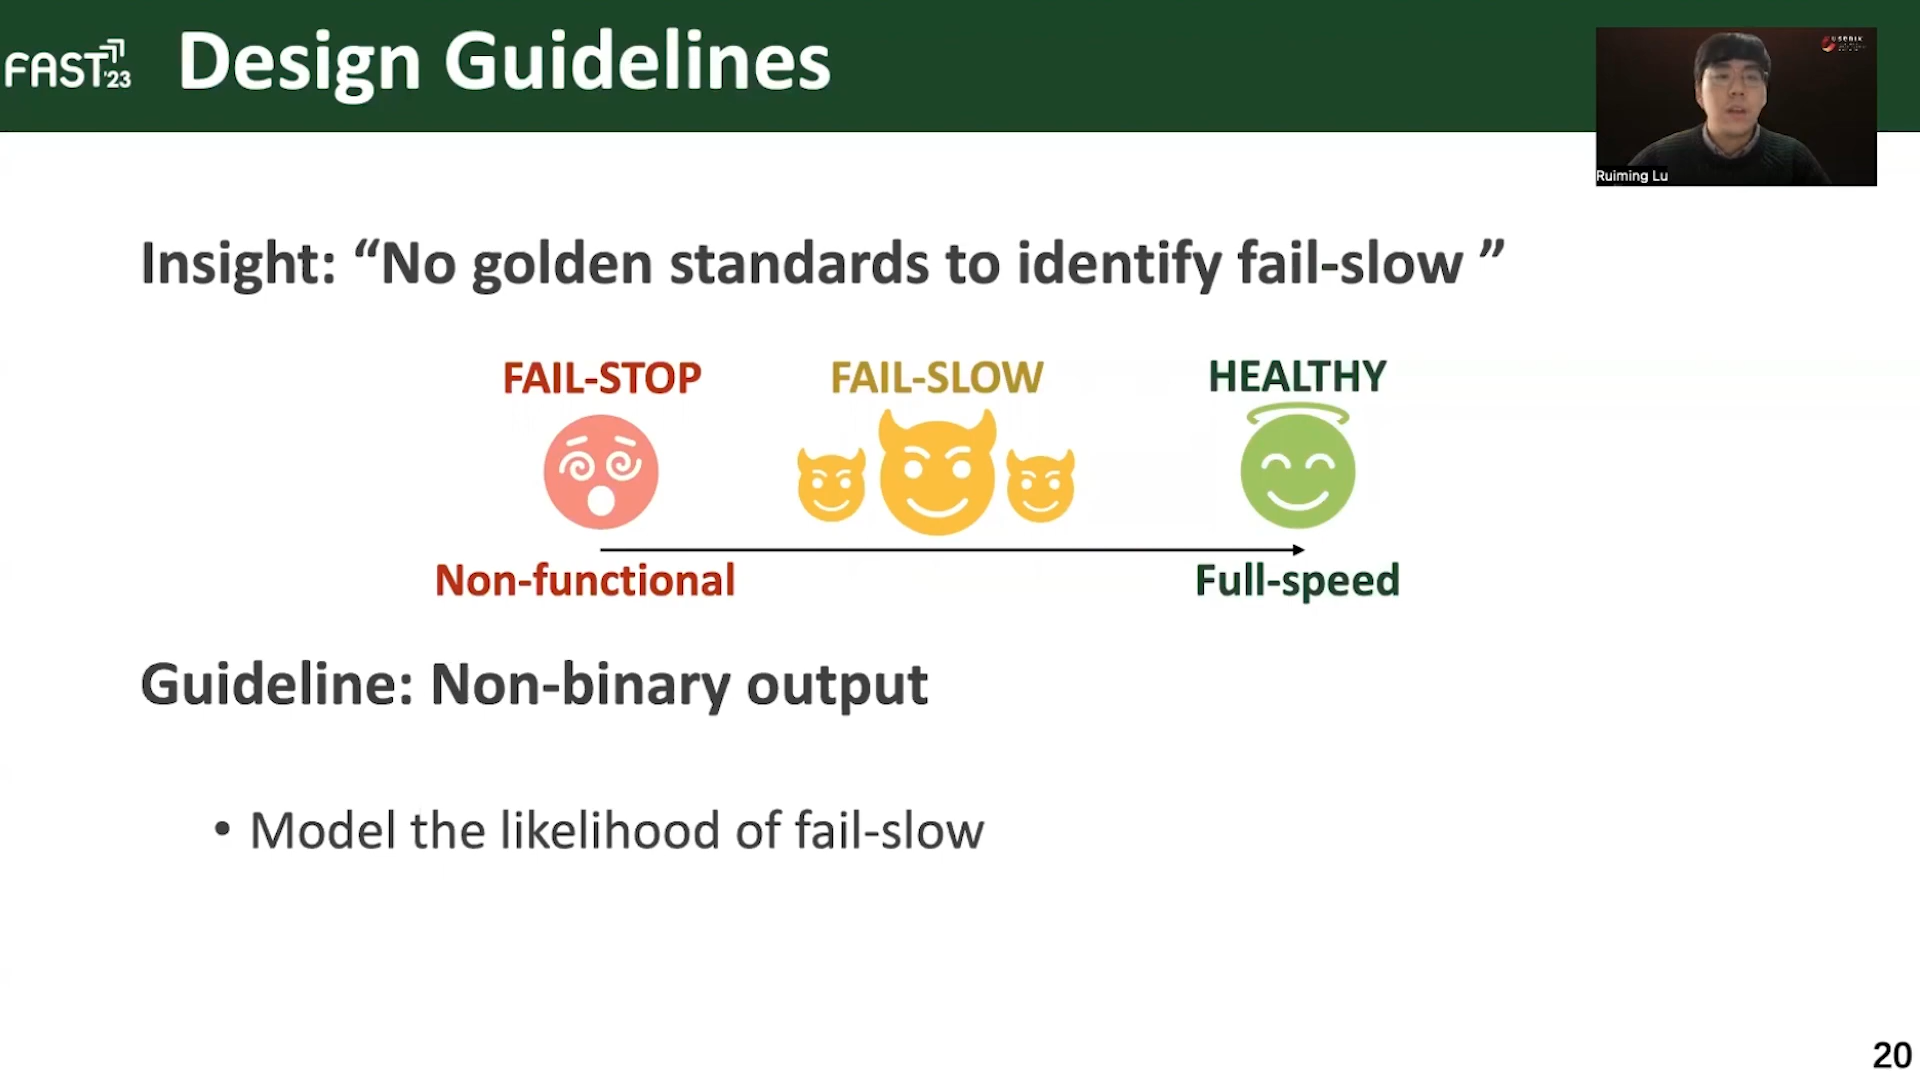 FAST'23
Design Guidelines
USENIX
Ruiming Lu
Insight: “No golden standards to identify fail-slow ”
FAIL-STOP FAIL-SLOW HEALTHY
Non-functional Full-speed
Guideline: Non-binary output
• Model the likelihood of fail-slow
20